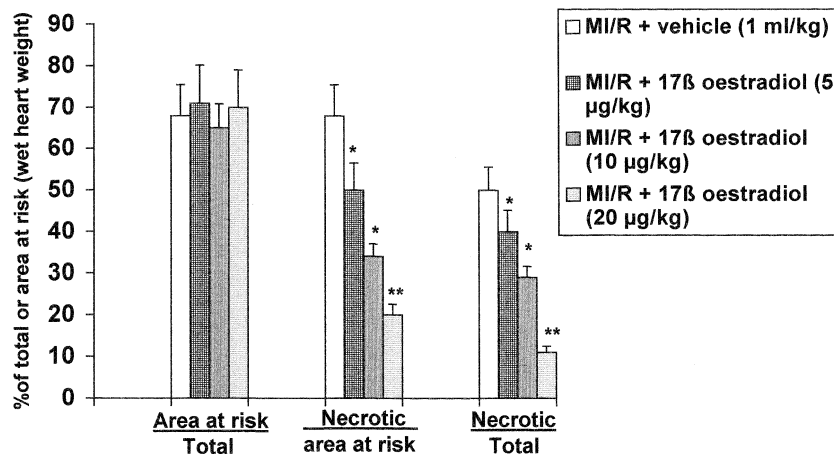 %of total or area at risk (wet heart weight)
90
80
70
60
50
40
30
20
10
0
*
*
**
*
*
**
Area at risk
Total
Necrotic
area at risk
Necrotic
Total
MI/R + vehicle (1 ml/kg)
MI/R + 17ß oestradiol (5
µg/kg)
MI/R + 17ß oestradiol
(10 µg/kg)
MI/R + 17ß oestradiol
(20 µg/kg)